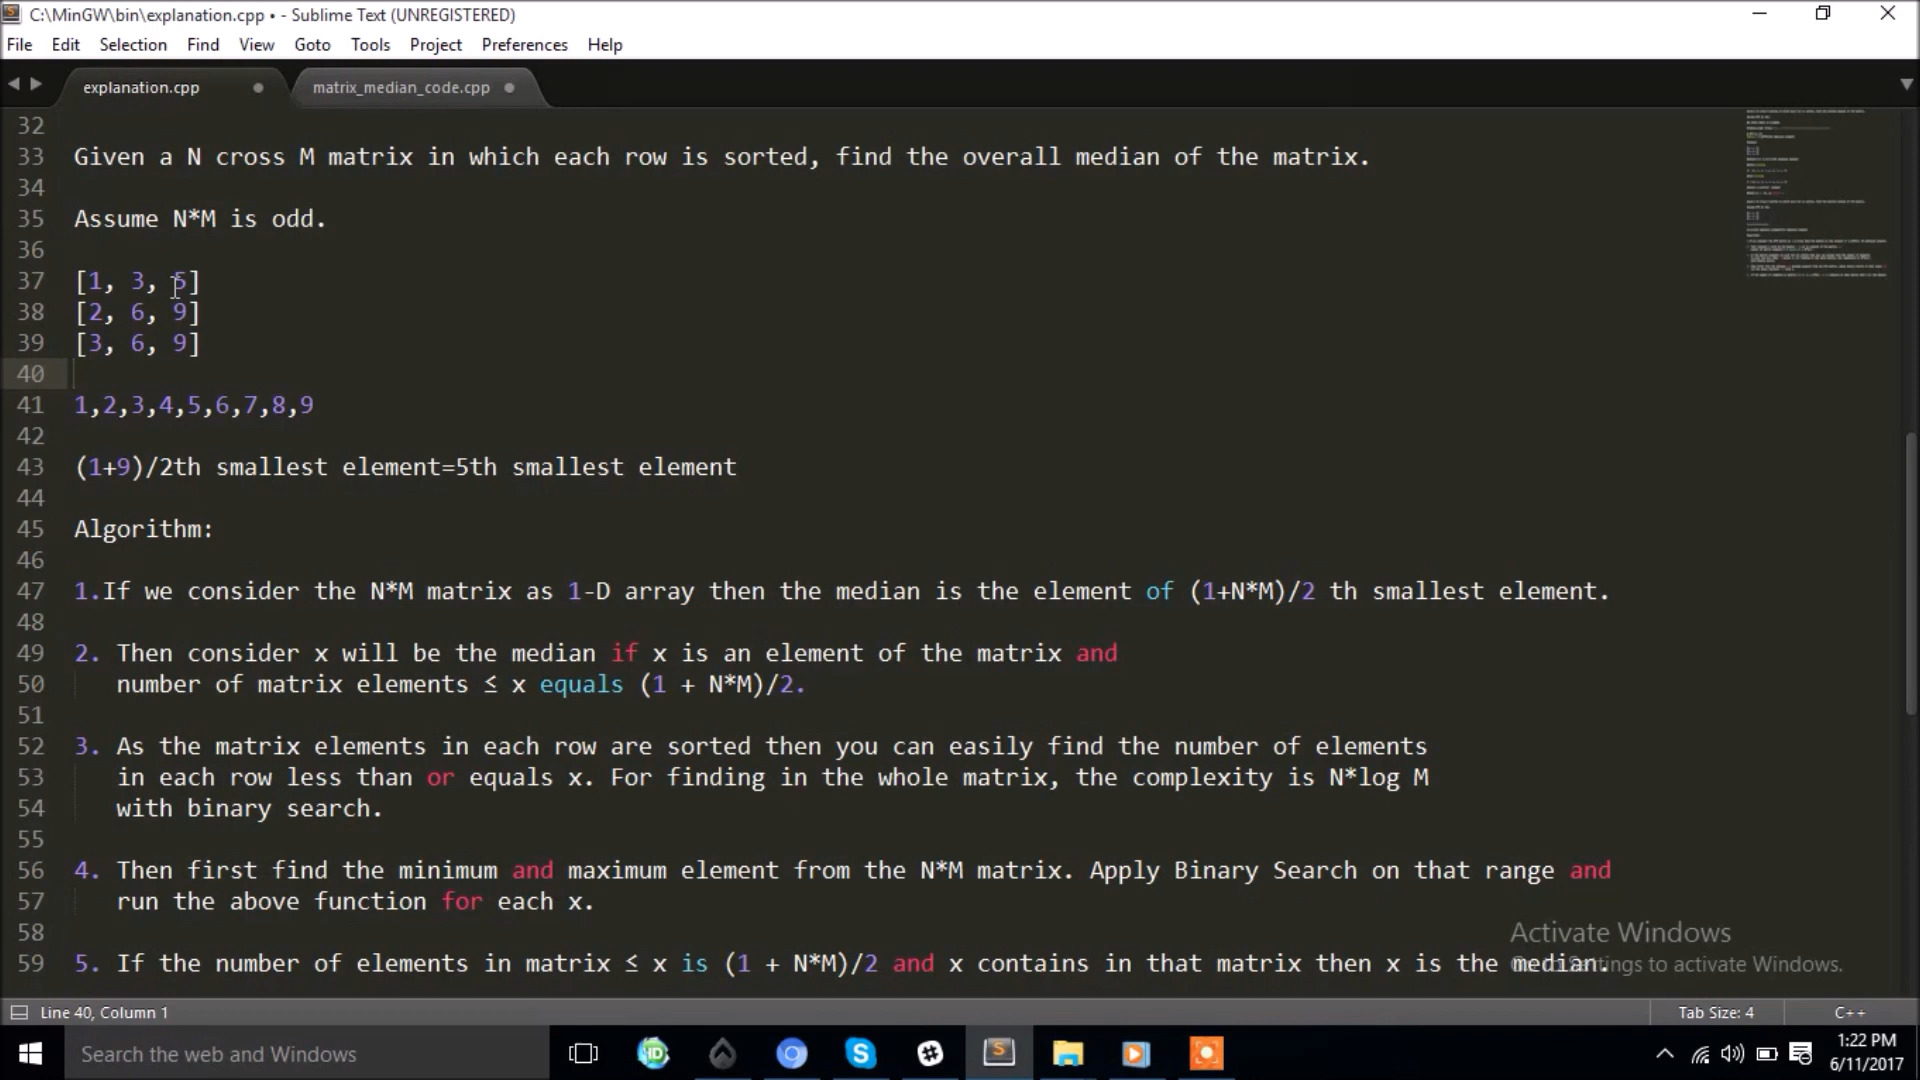 C:\MinGW\bin\explanation.cpp • - Sublime Text (UNREGISTERED)
File Edit Selection Find View Goto Tools Project Preferences Help
explanation.cpp matrix_median_code.cpp
32
33 Given a N cross M matrix in which each row is sorted, find the overall median of the matrix.
34
35 Assume N*M is odd.
36
37 [1, 3, 5]
38 [2, 6, 9]
39 [3, 6, 9]
40
41 1,2,3,4,5,6,7,8,9
42
43 (1+9)/2th smallest element=5th smallest element
44
45 Algorithm:
46
47 1.If we consider the N*M matrix as 1-D array then the median is the element of (1+N*M)/2 th smallest element.
48
49 2. Then consider x will be the median if x is an element of the matrix and
50 number of matrix elements ≤ x equals (1 + N*M)/2.
51
52 3. As the matrix elements in each row are sorted then you can easily find the number of elements
53 in each row less than or equals x. For finding in the whole matrix, the complexity is N*log M
54 with binary search.
55
56 4. Then first find the minimum and maximum element from the N*M matrix. Apply Binary Search on that range and
57 run the above function for each x.
58
Activate Windows
59 5. If the number of elements in matrix ≤ x is (1 + N*M)/2 and x contains in that matrix then x is the median.
Go to Settings to activate Windows.
Line 40, Column 1 Tab Size: 4 C++
Search the web and Windows
1:22 PM
6/11/2017